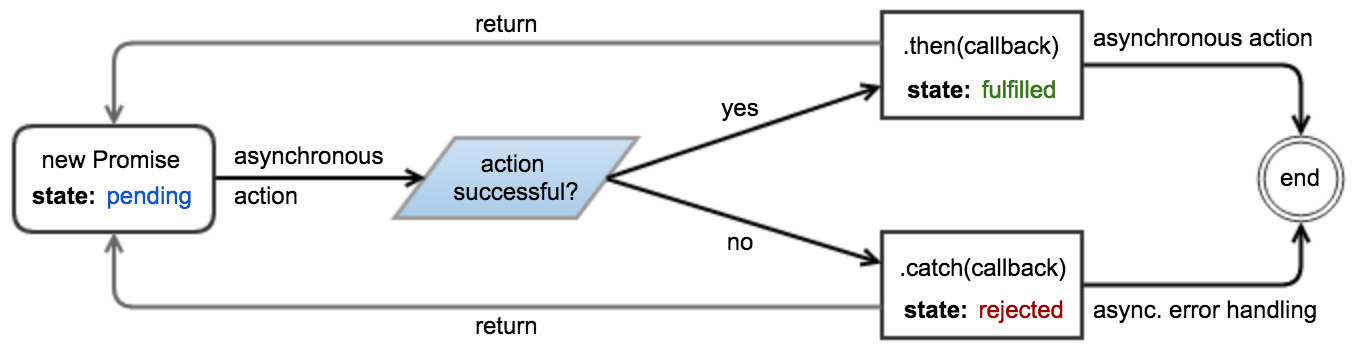 return
.then(callback)
state: fulfilled
asynchronous action
yes
new Promise
state: pending
asynchronous
action
action
successful?
end
no
.catch(callback)
state: rejected
async. error handling
return